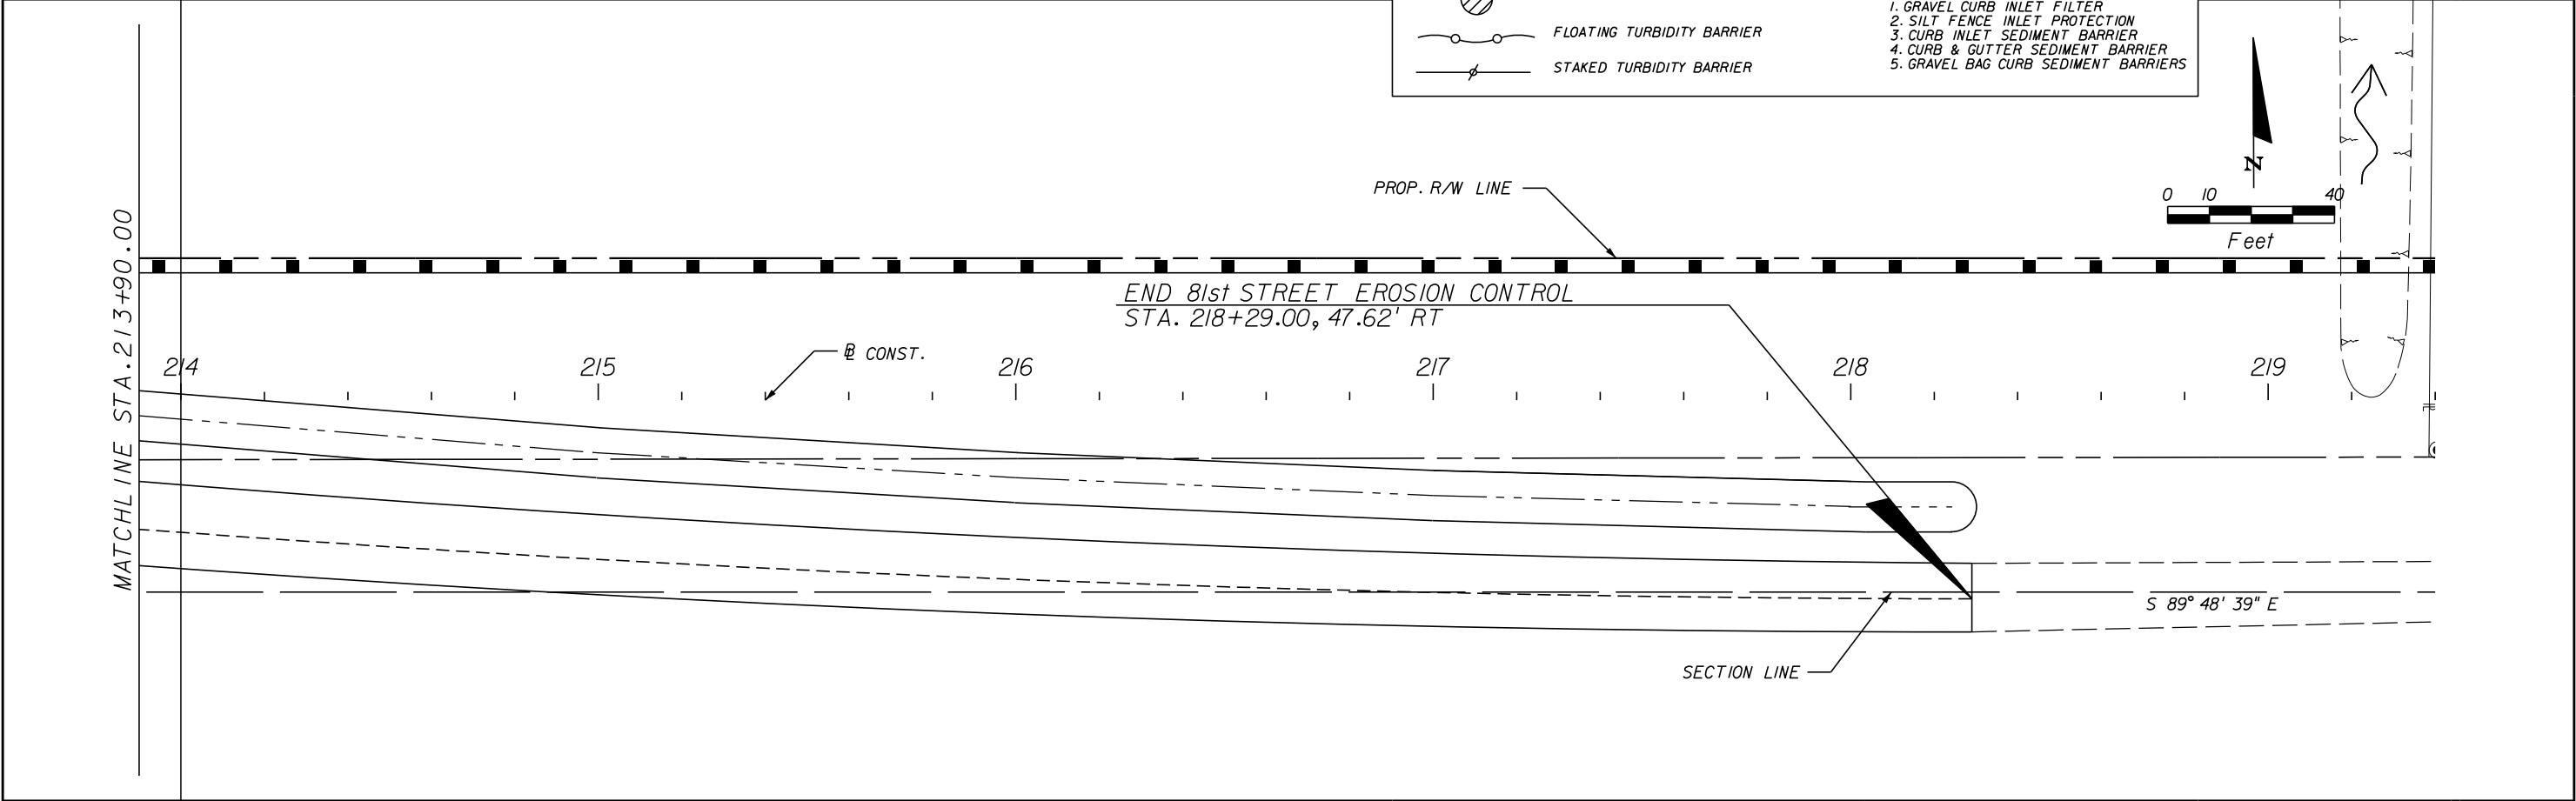 FLOATING TURBIDITY BARRIER
STAKED TURBIDITY BARRIER
1. GRAVEL CURB INLET FILTER
2. SILT FENCE INLET PROTECTION
3. CURB INLET SEDIMENT BARRIER
4. CURB & GUTTER SEDIMENT BARRIER
5. GRAVEL BAG CURB SEDIMENT BARRIERS
N
0 10 40
Feet
PROP. R/W LINE
MATCHLINE STA. 213+90.00
END 81st STREET EROSION CONTROL
STA. 218+29.00, 47.62' RT
BL CONST.
214 215 216 217 218 219
S 89° 48' 39" E
SECTION LINE